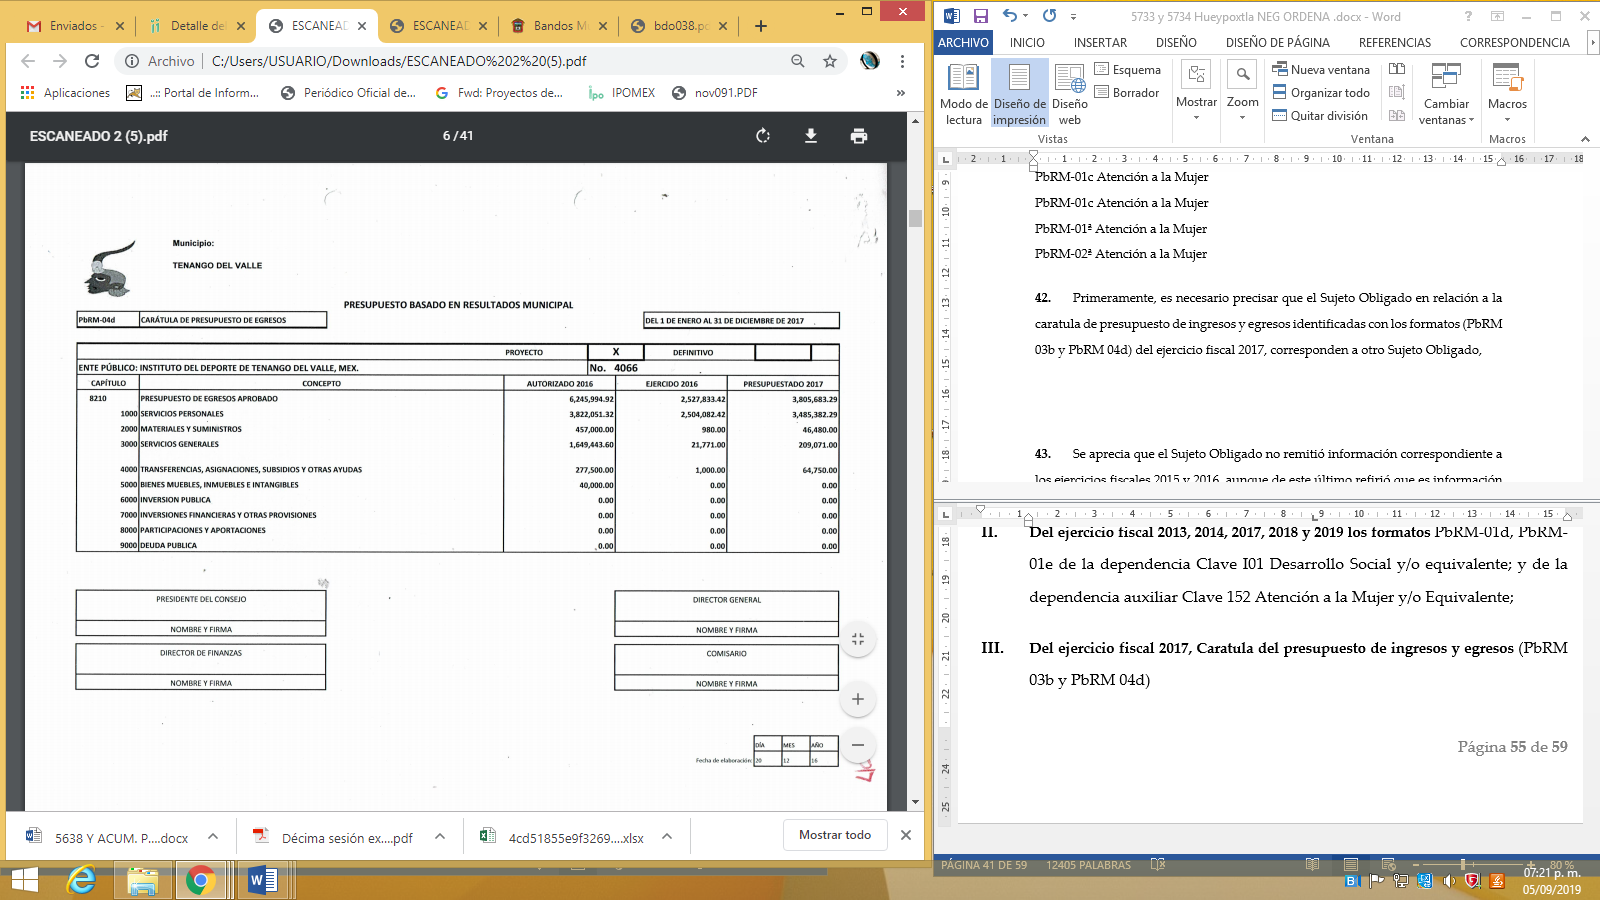 Enviados -
Detalle del
ESCANEAD
ESCANEAD
Bandos M
bdo038.pd
Archivo
C:/Users/USUARIO/Downloads/ESCANEADO%202%20(5).pdf
Aplicaciones
..:: Portal de Inform...
Periódico Oficial de...
Fwd: Proyectos de...
IPOMEX
nov091.PDF
»
ESCANEADO 2 (5).pdf
6 / 41
Municipio:
TENANGO DEL VALLE
PRESUPUESTO BASADO EN RESULTADOS MUNICIPAL
PbRM-04d CARÁTULA DE PRESUPUESTO DE EGRESOS
DEL 1 DE ENERO AL 31 DE DICIEMBRE DE 2017
PROYECTO X DEFINITIVO
ENTE PÚBLICO: INSTITUTO DEL DEPORTE DE TENANGO DEL VALLE, MEX. No. 4066
CAPÍTULO CONCEPTO AUTORIZADO 2016 EJERCIDO 2016 PRESUPUESTADO 2017
8210 PRESUPUESTO DE EGRESOS APROBADO 6,245,994.92 2,527,833.42 3,805,683.29
1000 SERVICIOS PERSONALES 3,822,051.32 2,504,082.42 3,485,382.29
2000 MATERIALES Y SUMINISTROS 457,000.00 980.00 46,480.00
3000 SERVICIOS GENERALES 1,649,443.60 21,771.00 209,071.00
4000 TRANSFERENCIAS, ASIGNACIONES, SUBSIDIOS Y OTRAS AYUDAS 277,500.00 1,000.00 64,750.00
5000 BIENES MUEBLES, INMUEBLES E INTANGIBLES 40,000.00 0.00 0.00
6000 INVERSION PUBLICA 0.00 0.00 0.00
7000 INVERSIONES FINANCIERAS Y OTRAS PROVISIONES 0.00 0.00 0.00
8000 PARTICIPACIONES Y APORTACIONES 0.00 0.00 0.00
9000 DEUDA PUBLICA 0.00 0.00 0.00
PRESIDENTE DEL CONSEJO
NOMBRE Y FIRMA
DIRECTOR GENERAL
NOMBRE Y FIRMA
DIRECTOR DE FINANZAS
NOMBRE Y FIRMA
COMISARIO
NOMBRE Y FIRMA
DÍA MES AÑO
Fecha de elaboración: 20 12 16
5638 Y ACUM. P....docx
Décima sesión ex....pdf
4cd51855e9f3269....xlsx
Mostrar todo
5733 y 5734 Hueypoxtla NEG ORDENA .docx - Word
ARCHIVO
INICIO
INSERTAR
DISEÑO
DISEÑO DE PÁGINA
REFERENCIAS
CORRESPONDENCIA
Modo de lectura
Diseño de impresión
Diseño web
Esquema
Borrador
Vistas
Mostrar
Zoom
Nueva ventana
Organizar todo
Quitar división
Cambiar ventanas
Ventana
Macros
Macros
PbRM-01c Atención a la Mujer
PbRM-01c Atención a la Mujer
PbRM-01ª Atención a la Mujer
PbRM-02ª Atención a la Mujer
42. Primeramente, es necesario precisar que el Sujeto Obligado en relación a la
caratula de presupuesto de ingresos y egresos identificadas con los formatos (PbRM
03b y PbRM 04d) del ejercicio fiscal 2017, corresponden a otro Sujeto Obligado,
43. Se aprecia que el Sujeto Obligado no remitió información correspondiente a
los ejercicios fiscales 2015 y 2016, aunque de este último refirió que es información
II. Del ejercicio fiscal 2013, 2014, 2017, 2018 y 2019 los formatos PbRM-01d, PbRM-
01e de la dependencia Clave I01 Desarrollo Social y/o equivalente; y de la
dependencia auxiliar Clave 152 Atención a la Mujer y/o Equivalente;
III. Del ejercicio fiscal 2017, Caratula del presupuesto de ingresos y egresos (PbRM
03b y PbRM 04d)
Página 55 de 59
PÁGINA 41 DE 59
12405 PALABRAS
80 %
07:21 p. m.
05/09/2019